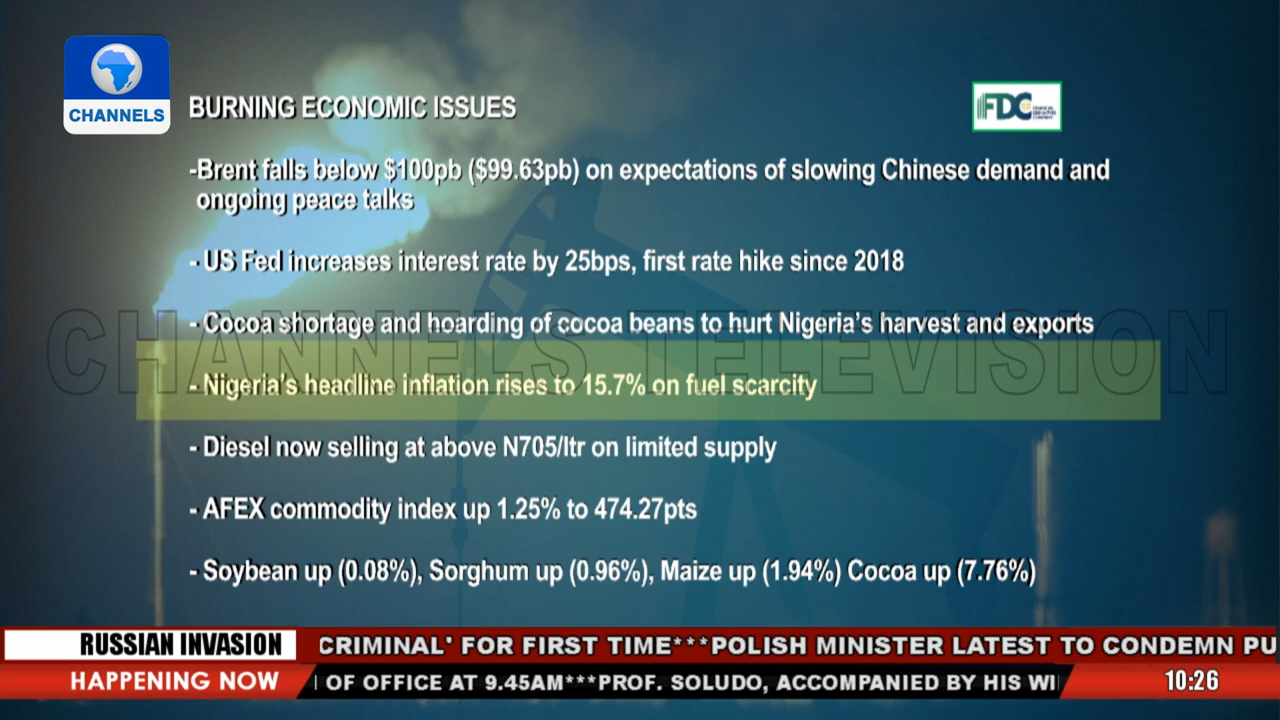 CHANNELS
BURNING ECONOMIC ISSUES
FDC
-Brent falls below $100pb ($99.63pb) on expectations of slowing Chinese demand and
ongoing peace talks
- US Fed increases interest rate by 25bps, first rate hike since 2018
- Cocoa shortage and hoarding of cocoa beans to hurt Nigeria's harvest and exports
CHANNELS TELEVISION
- Nigeria's headline inflation rises to 15.7% on fuel scarcity
- Diesel now selling at above N705/ltr on limited supply
- AFEX commodity index up 1.25% to 474.27pts
- Soybean up (0.08%), Sorghum up (0.96%), Maize up (1.94%) Cocoa up (7.76%)
RUSSIAN INVASION
CRIMINAL' FOR FIRST TIME***POLISH MINISTER LATEST TO CONDEMN PU
HAPPENING NOW
OF OFFICE AT 9.45AM***PROF. SOLUDO, ACCOMPANIED BY HIS WI
10:26